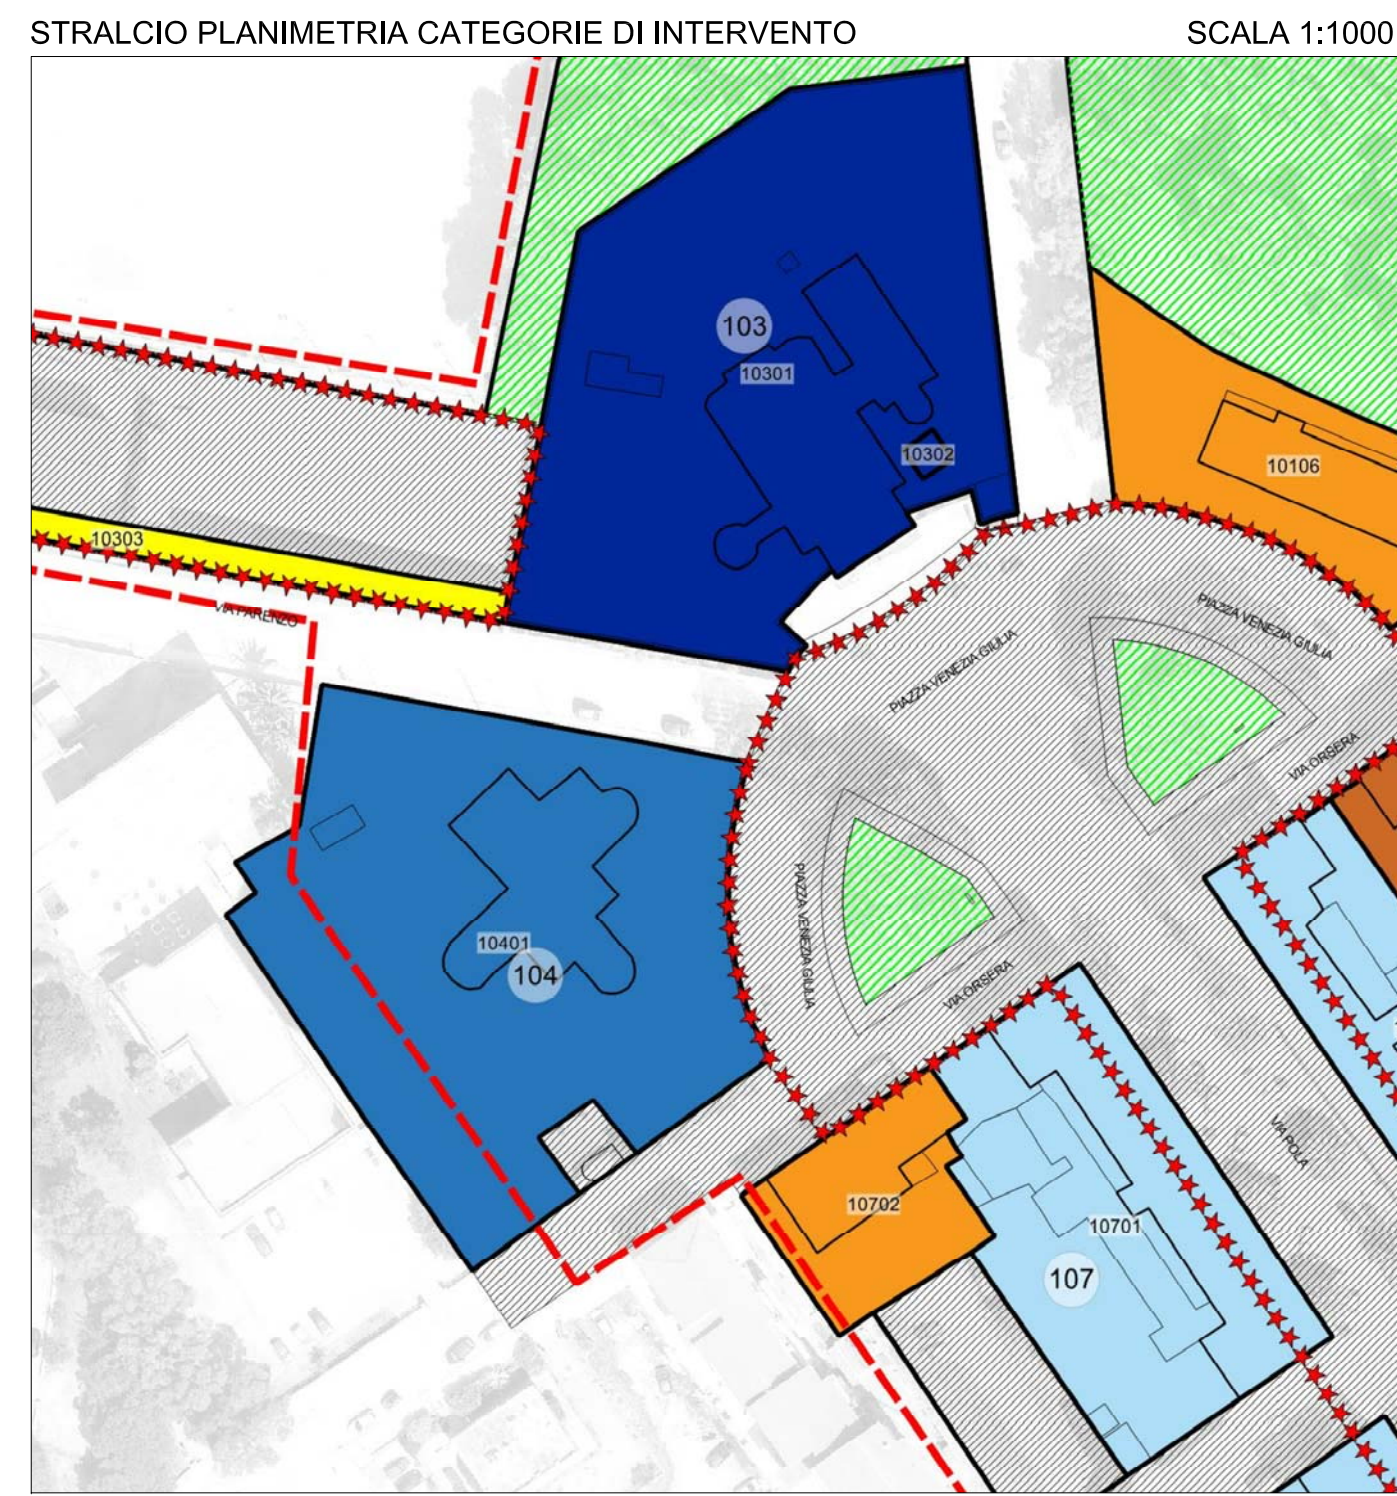 STRALCIO PLANIMETRIA CATEGORIE DI INTERVENTO SCALA 1:1000
103
10301
10302
10106
10303
VIA PARENZO
PIAZZA VENEZIA GIULIA
PIAZZA VENEZIA GIULIA
VIA ORSERA
PIAZZA VENEZIA GIULIA
10401
104
VIA ORSERA
VIA POLA
10702
10701
107